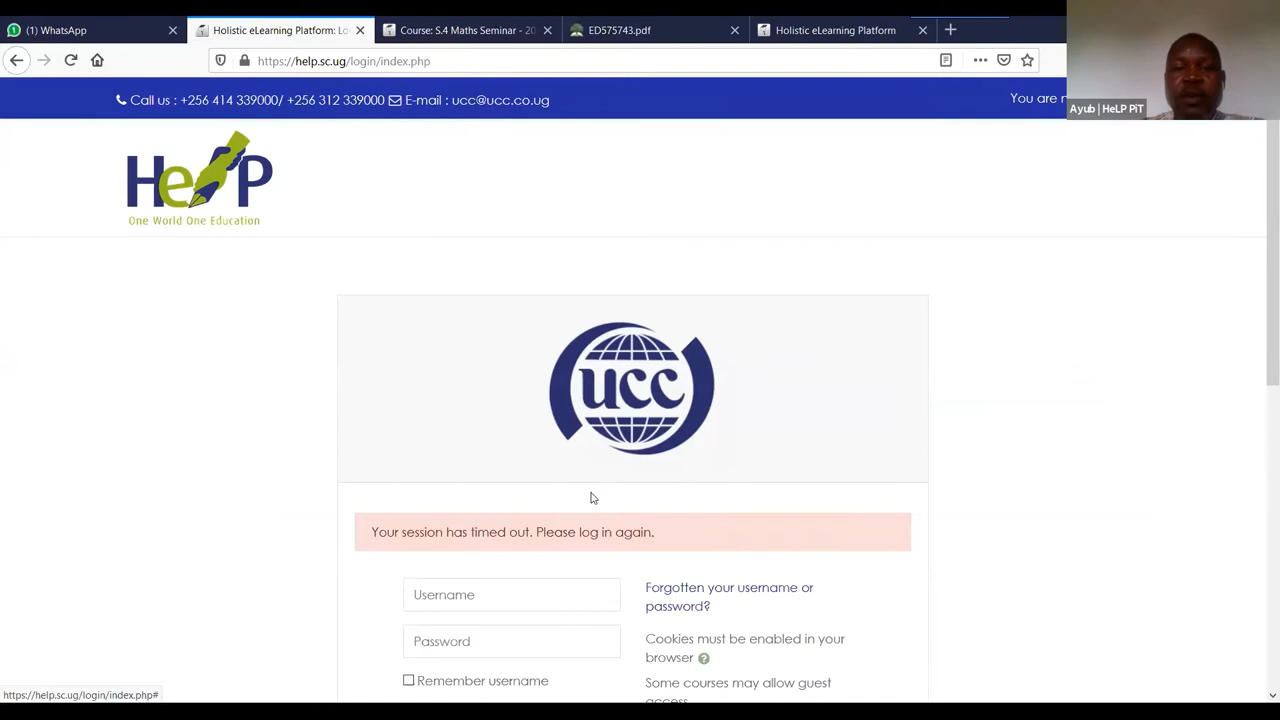 (1) WhatsApp
Holistic eLearning Platform: Lo
Course: S.4 Maths Seminar - 20
ED575743.pdf
Holistic eLearning Platform
https://help.sc.ug/login/index.php
Call us : +256 414 339000/ +256 312 339000 E-mail : ucc@ucc.co.ug
You are n
Ayub | HeLP PiT
HeLP
One World One Education
ucc
Your session has timed out. Please log in again.
Username
Forgotten your username or
password?
Password
Cookies must be enabled in your
browser ?
Remember username
Some courses may allow guest
access
https://help.sc.ug/login/index.php#